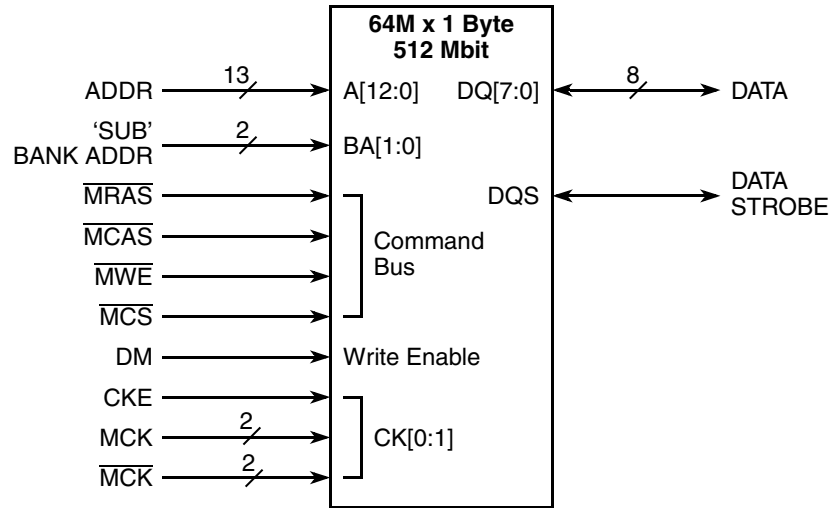 64M x 1 Byte
512 Mbit
ADDR 13 A[12:0] DQ[7:0] 8 DATA
'SUB'
BANK ADDR 2 BA[1:0]
MRAS DQS DATA
STROBE
MCAS Command
Bus
MWE
MCS
DM Write Enable
CKE
MCK 2 CK[0:1]
MCK 2